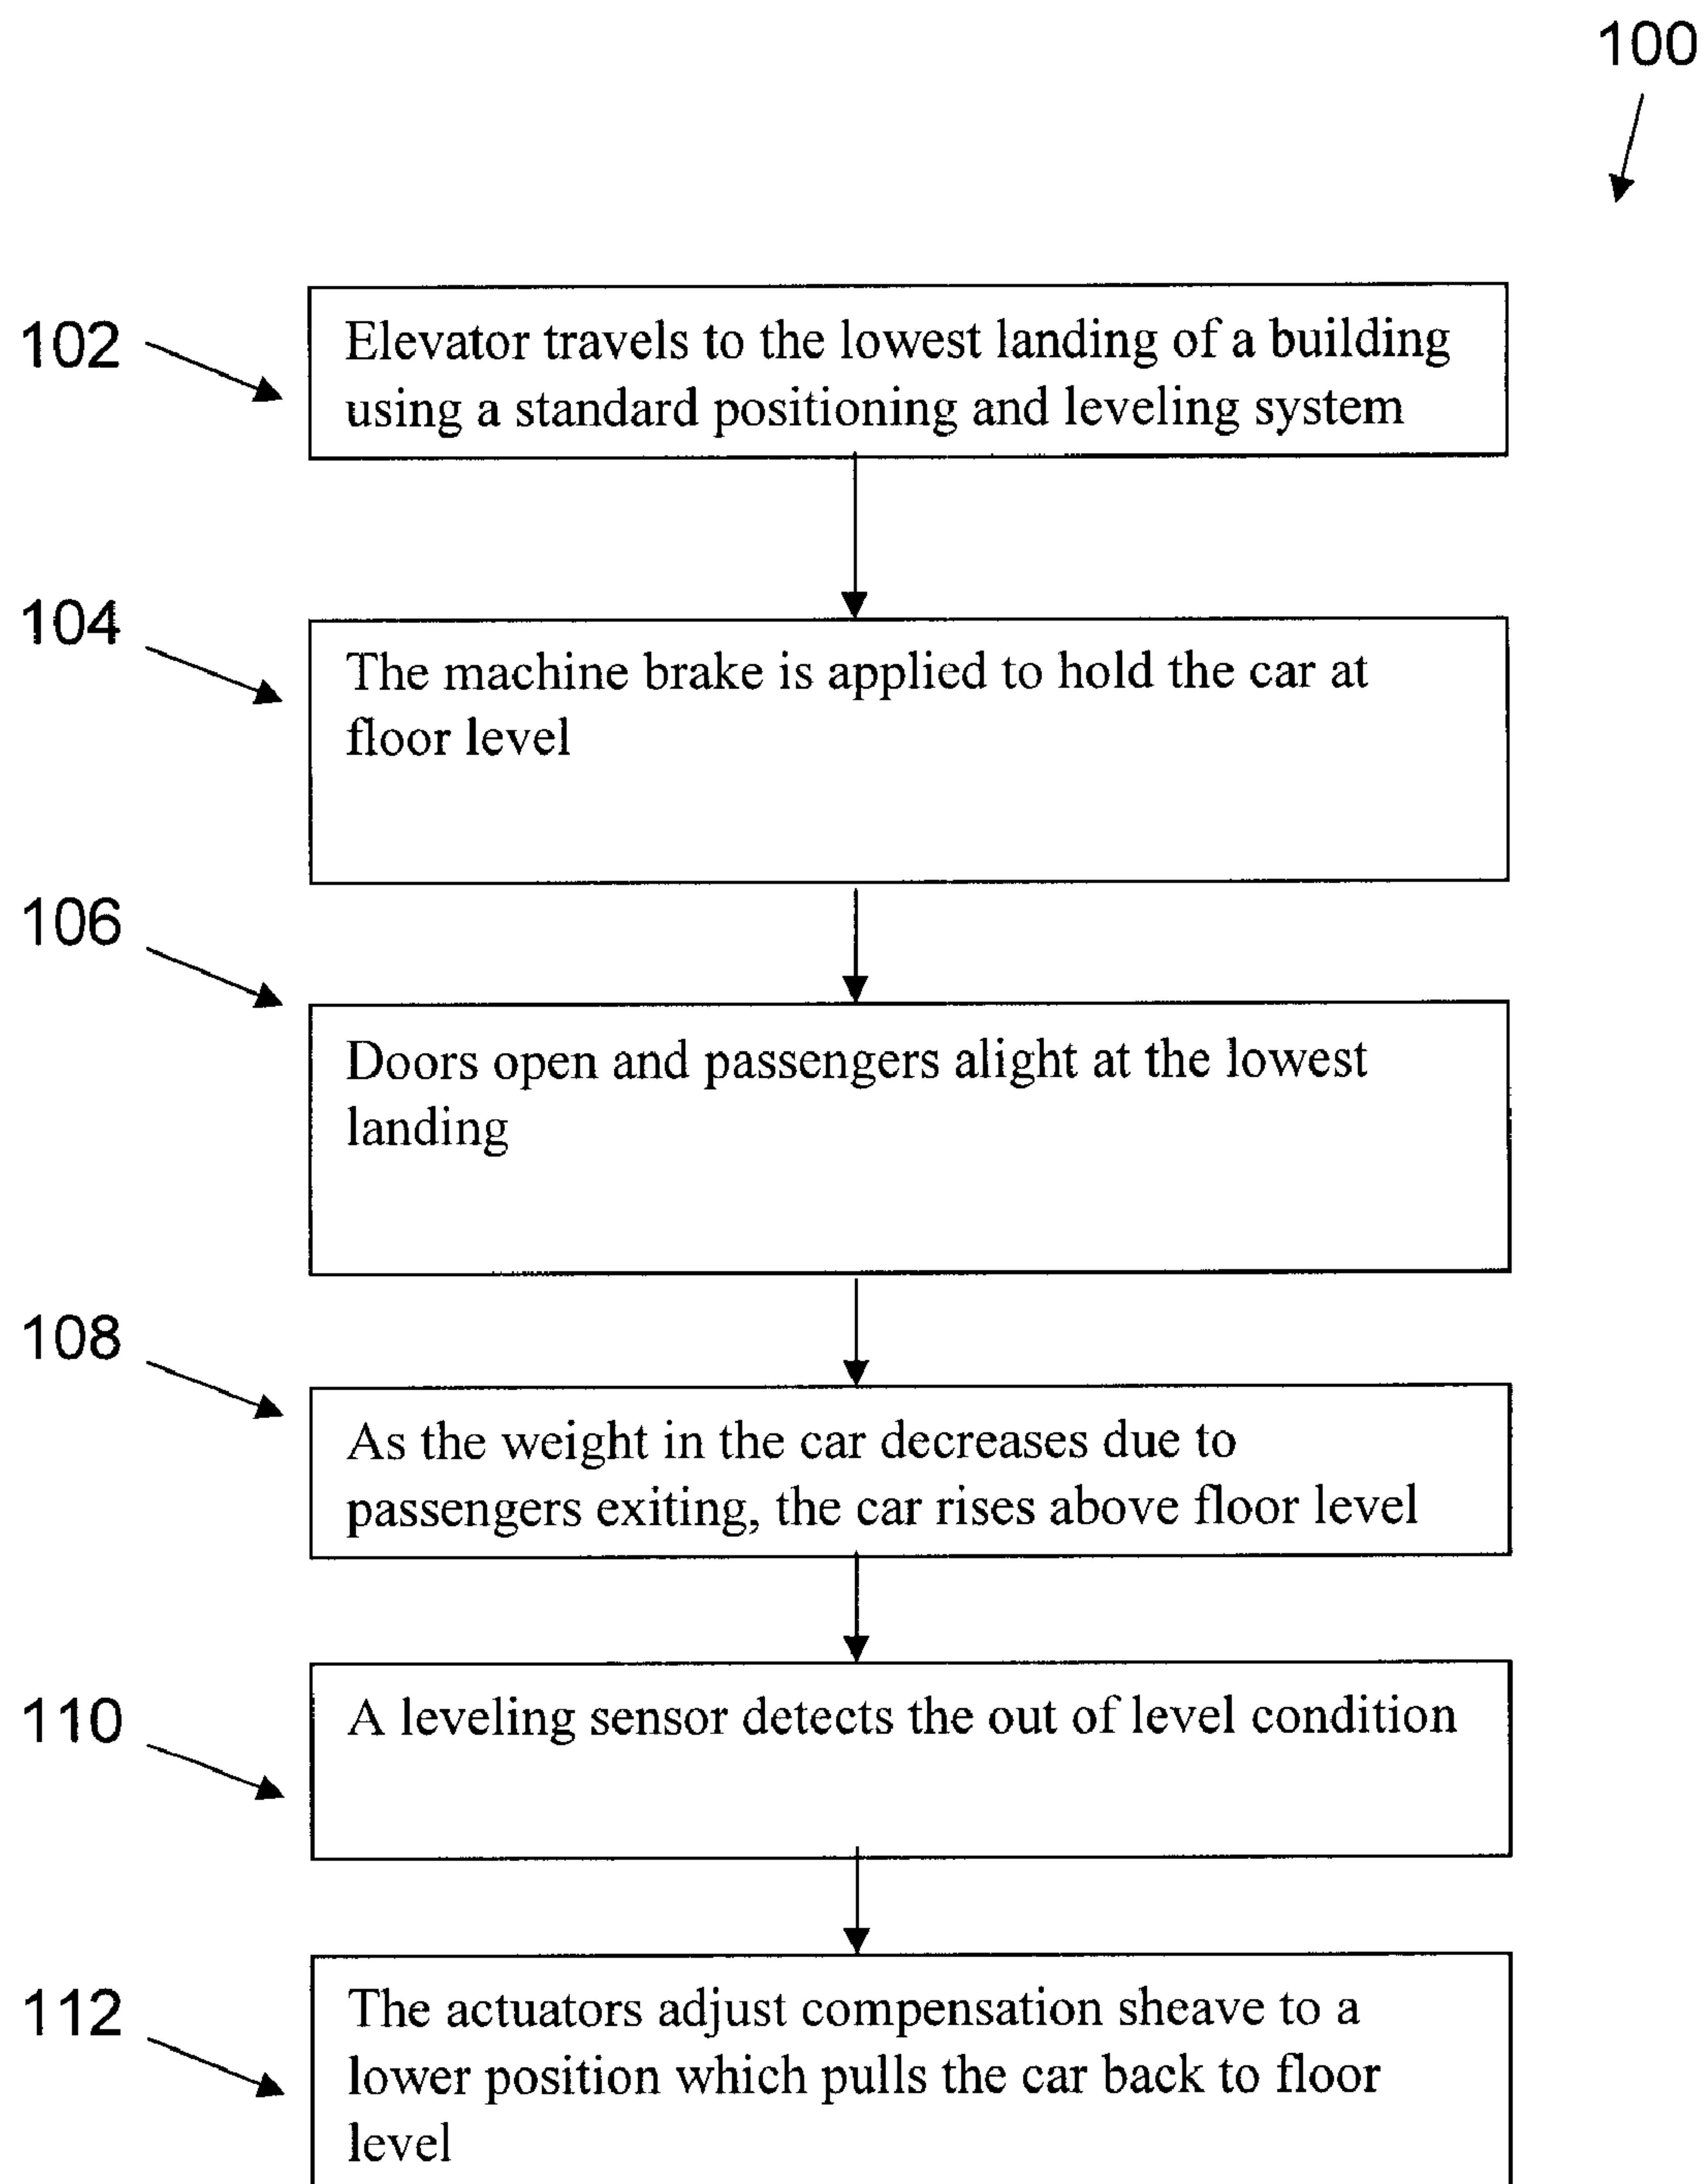 100
102
Elevator travels to the lowest landing of a building
using a standard positioning and leveling system
104
The machine brake is applied to hold the car at
floor level
106
Doors open and passengers alight at the lowest
landing
108
As the weight in the car decreases due to
passengers exiting, the car rises above floor level
110
A leveling sensor detects the out of level condition
112
The actuators adjust compensation sheave to a
lower position which pulls the car back to floor
level